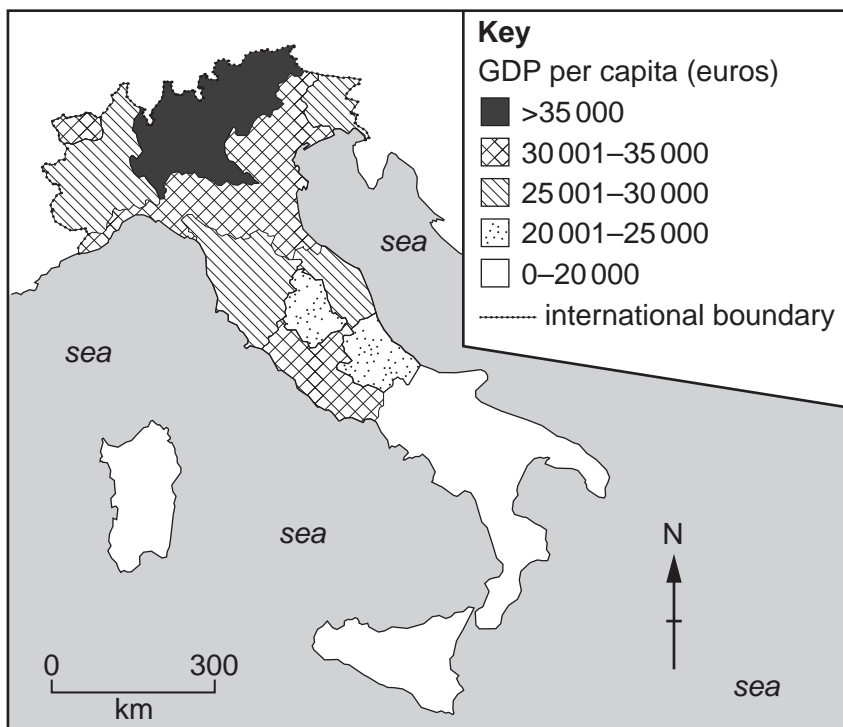 Key
GDP per capita (euros)
>35 000
30 001–35 000
25 001–30 000
20 001–25 000
0–20 000
international boundary
sea
sea
sea
N
0 300
km
sea